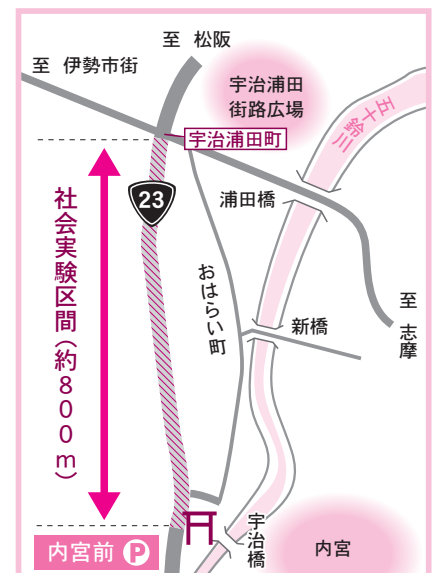 至 松阪
至 伊勢市街
宇治浦田
街路広場
五十鈴川
宇治浦田町
23
浦田橋
社会実験区間(約800m)
おはらい町
至 志摩
新橋
宇治橋
内宮前 P
内宮